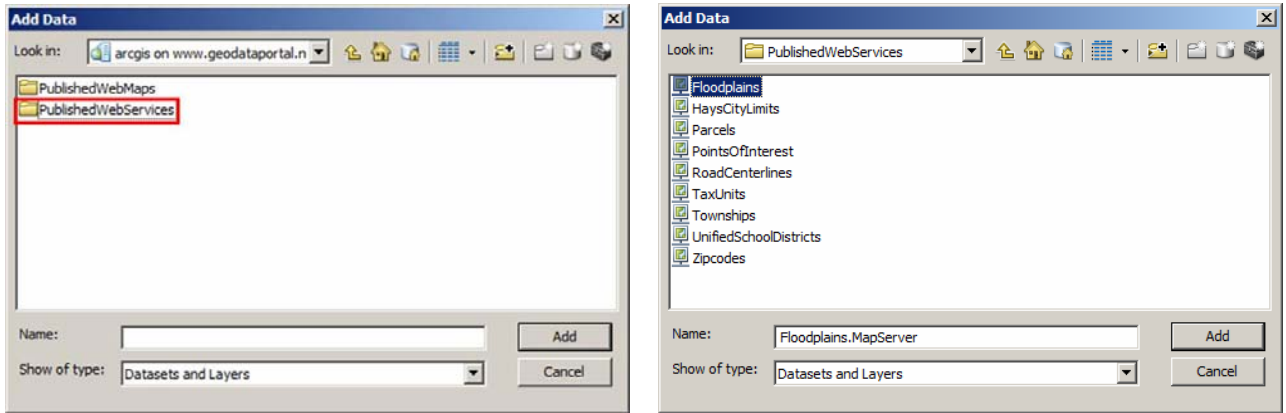 Add Data
Look in: arcgis on www.geodataportal.n
PublishedWebMaps
PublishedWebServices
Name:
Add
Show of type: Datasets and Layers
Cancel
Add Data
Look in: PublishedWebServices
Floodplains
HaysCityLimits
Parcels
PointsOfInterest
RoadCenterlines
TaxUnits
Townships
UnifiedSchoolDistricts
Zipcodes
Name: Floodplains.MapServer
Add
Show of type: Datasets and Layers
Cancel